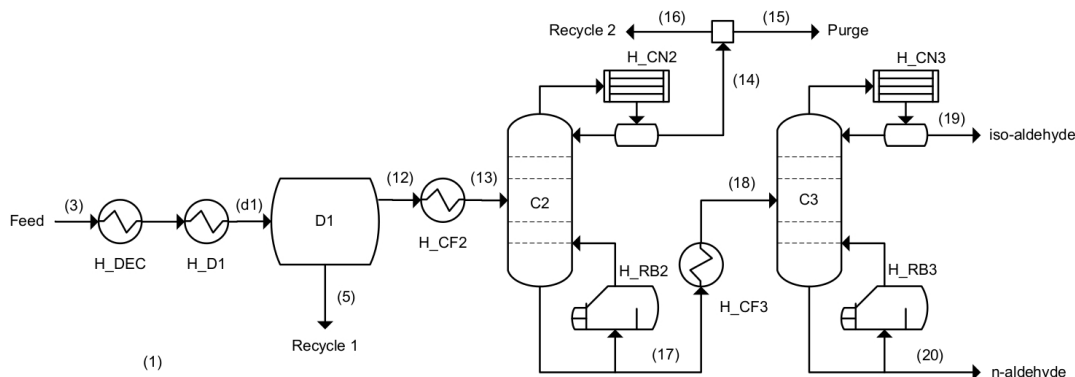 (16)
(15)
Recycle 2
Purge
H_CN2
H_CN3
(14)
(19)
iso-aldehyde
(12)
(13)
(18)
C2
C3
Feed
(3)
(d1)
D1
H_CF2
H_DEC
H_D1
H_RB2
H_RB3
(5)
H_CF3
Recycle 1
(1)
(17)
(20)
n-aldehyde